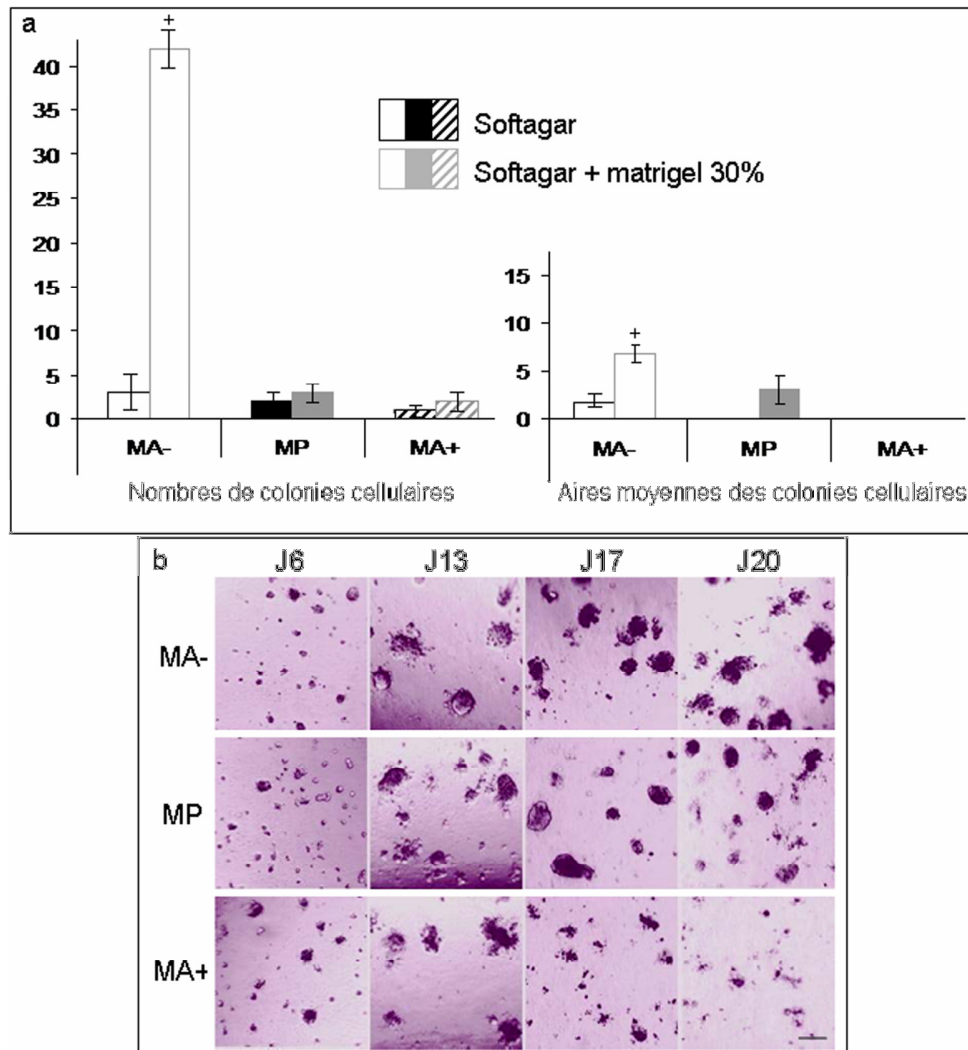 a
+
40
35
30
25
20
15
10
5
0
Softagar
Softagar + matrigel 30%
MA- MP MA+
Nombres de colonies cellulaires
15
10
5
0
+
MA- MP MA+
Aires moyennes des colonies cellulaires
b
J6 J13 J17 J20
MA-
MP
MA+